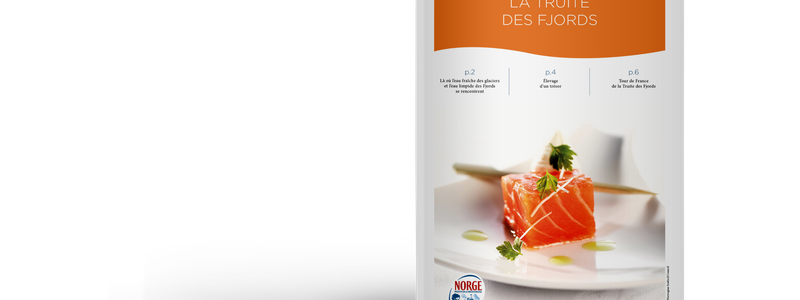 LA TRUITE
DES FJORDS
p.2
Là où l'eau fraîche des glaciers
et l'eau limpide des Fjords
se rencontrent
p.4
Élevage
d'un trésor
p.6
Tour de France
de la Truite des Fjords
NORGE